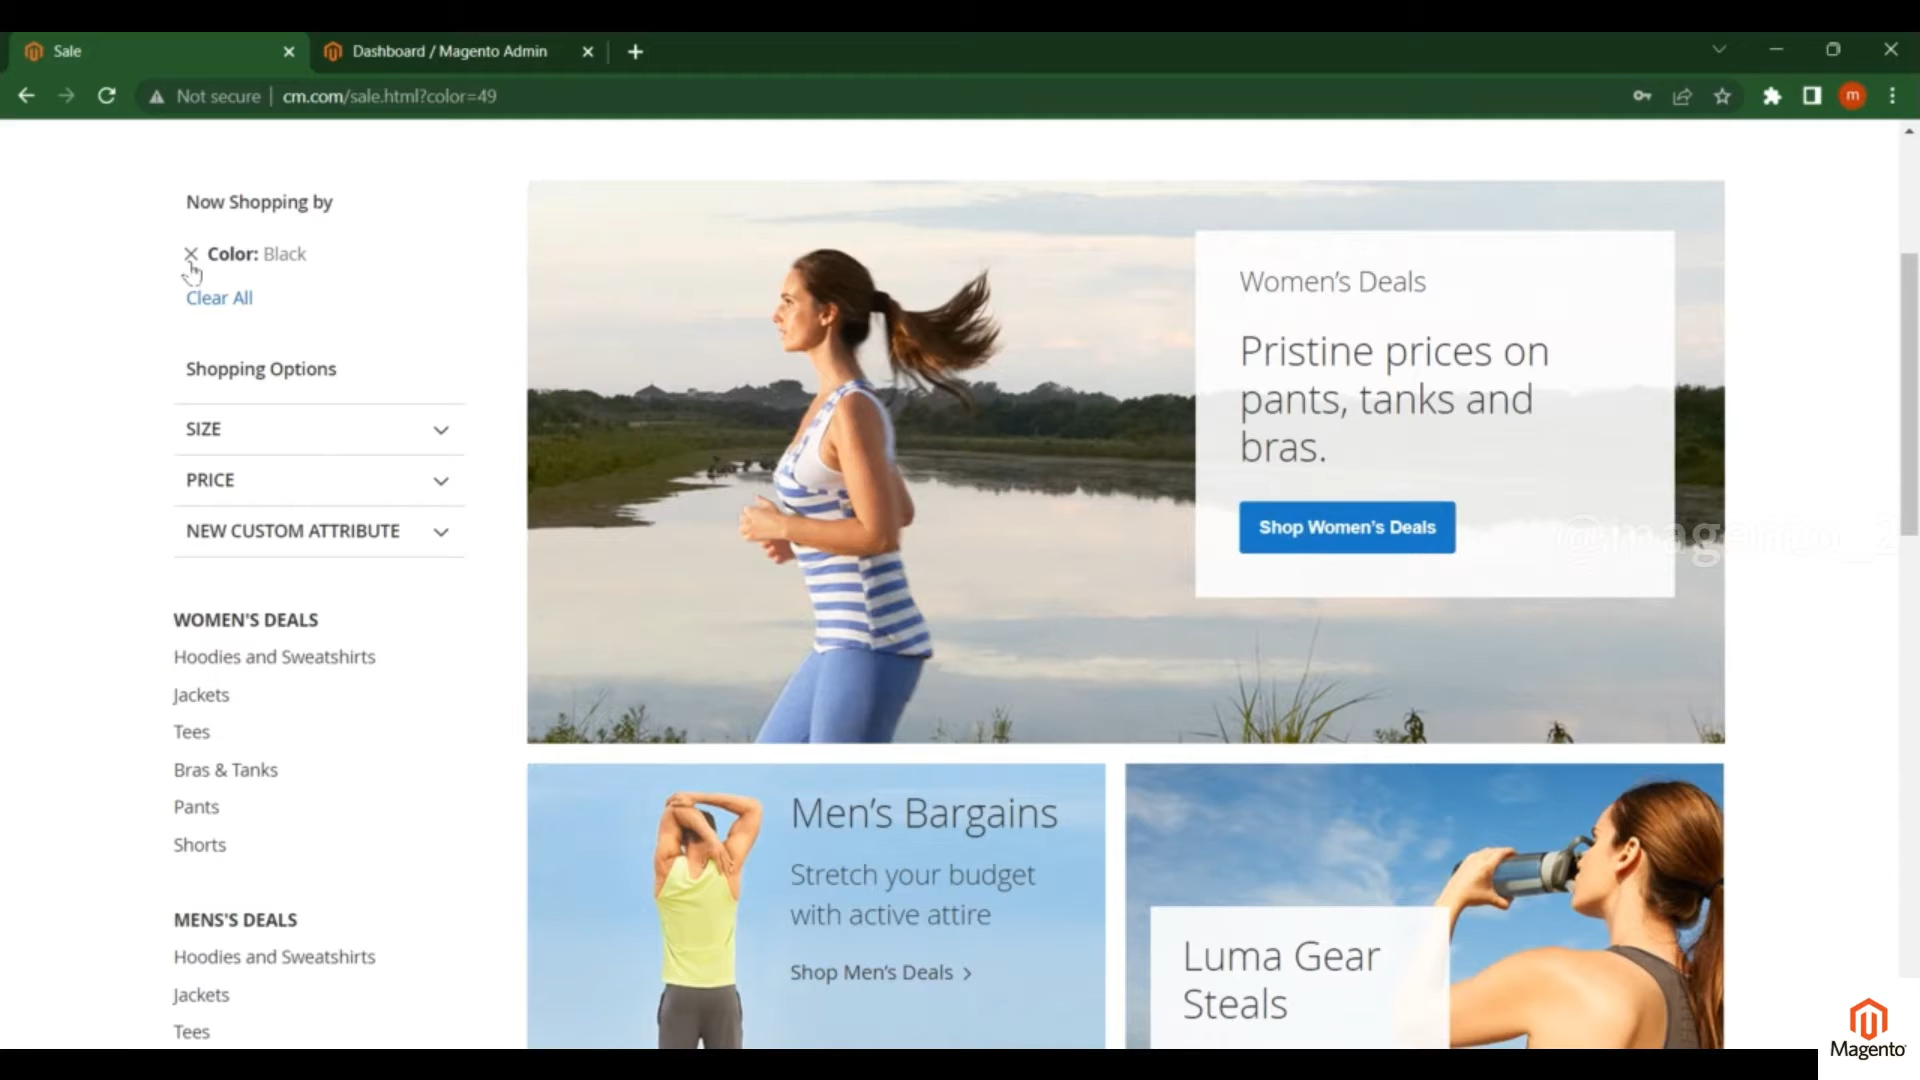 Sale
Dashboard / Magento Admin
Not secure
cm.com/sale.html?color=49
m
Now Shopping by
Color: Black
Clear All
Shopping Options
SIZE
PRICE
NEW CUSTOM ATTRIBUTE
WOMEN'S DEALS
Hoodies and Sweatshirts
Jackets
Tees
Bras & Tanks
Pants
Shorts
MENS'S DEALS
Hoodies and Sweatshirts
Jackets
Tees
Women’s Deals
Pristine prices on
pants, tanks and
bras.
Shop Women’s Deals
Men’s Bargains
Stretch your budget
with active attire
Shop Men’s Deals
Luma Gear
Steals
Magento